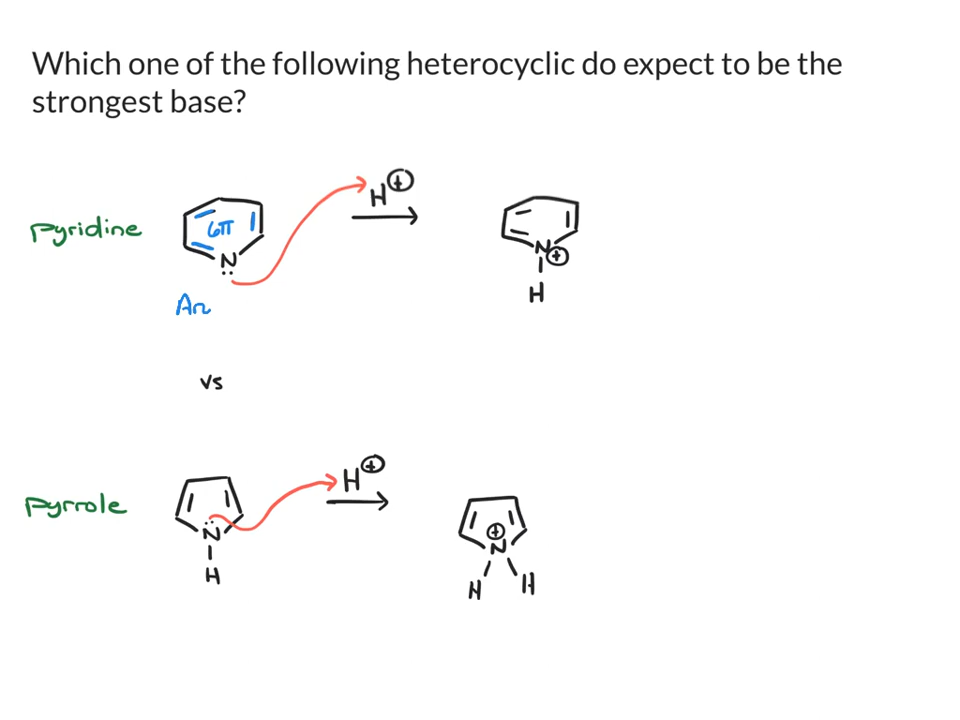 Which one of the following heterocyclic do expect to be the
strongest base?
H⊕
Pyridine
6π
N
N⊕
H
Ar
vs
H⊕
Pyrrole
N
⊕
N
H
H H